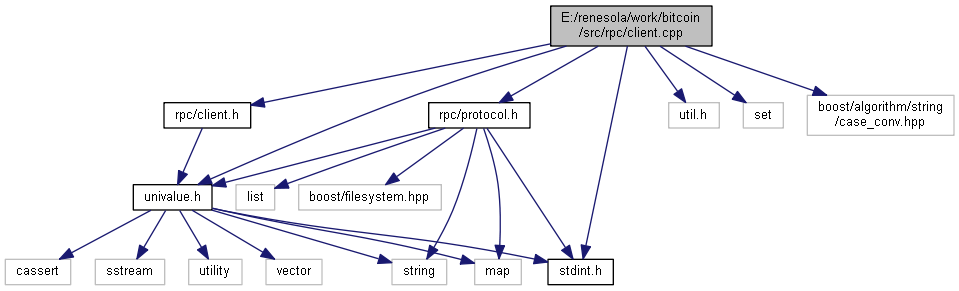 E:/renesola/work/bitcoin
/src/rpc/client.cpp
rpc/client.h
rpc/protocol.h
util.h
set
boost/algorithm/string
/case_conv.hpp
univalue.h
list
boost/filesystem.hpp
cassert
sstream
utility
vector
string
map
stdint.h